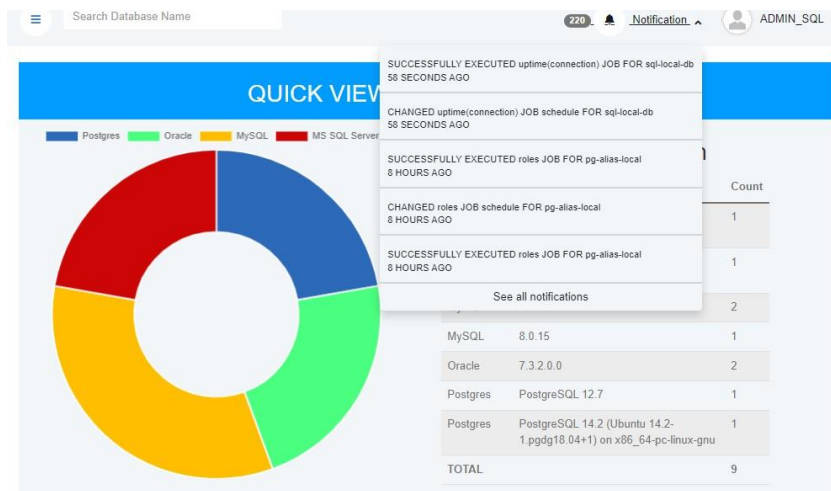 Search Database Name
220
Notification
ADMIN_SQL
QUICK VIEW
SUCCESSFULLY EXECUTED uptime(connection) JOB FOR sql-local-db
58 SECONDS AGO
CHANGED uptime(connection) JOB schedule FOR sql-local-db
58 SECONDS AGO
SUCCESSFULLY EXECUTED roles JOB FOR pg-alias-local
8 HOURS AGO
CHANGED roles JOB schedule FOR pg-alias-local
8 HOURS AGO
SUCCESSFULLY EXECUTED roles JOB FOR pg-alias-local
8 HOURS AGO
See all notifications
Postgres Oracle MySQL MS SQL Server
Count
1
1
2
MySQL 8.0.15 1
Oracle 7.3.2.0.0 2
Postgres PostgreSQL 12.7 1
Postgres PostgreSQL 14.2 (Ubuntu 14.2- 1
1.pgdg18.04+1) on x86_64-pc-linux-gnu
TOTAL 9